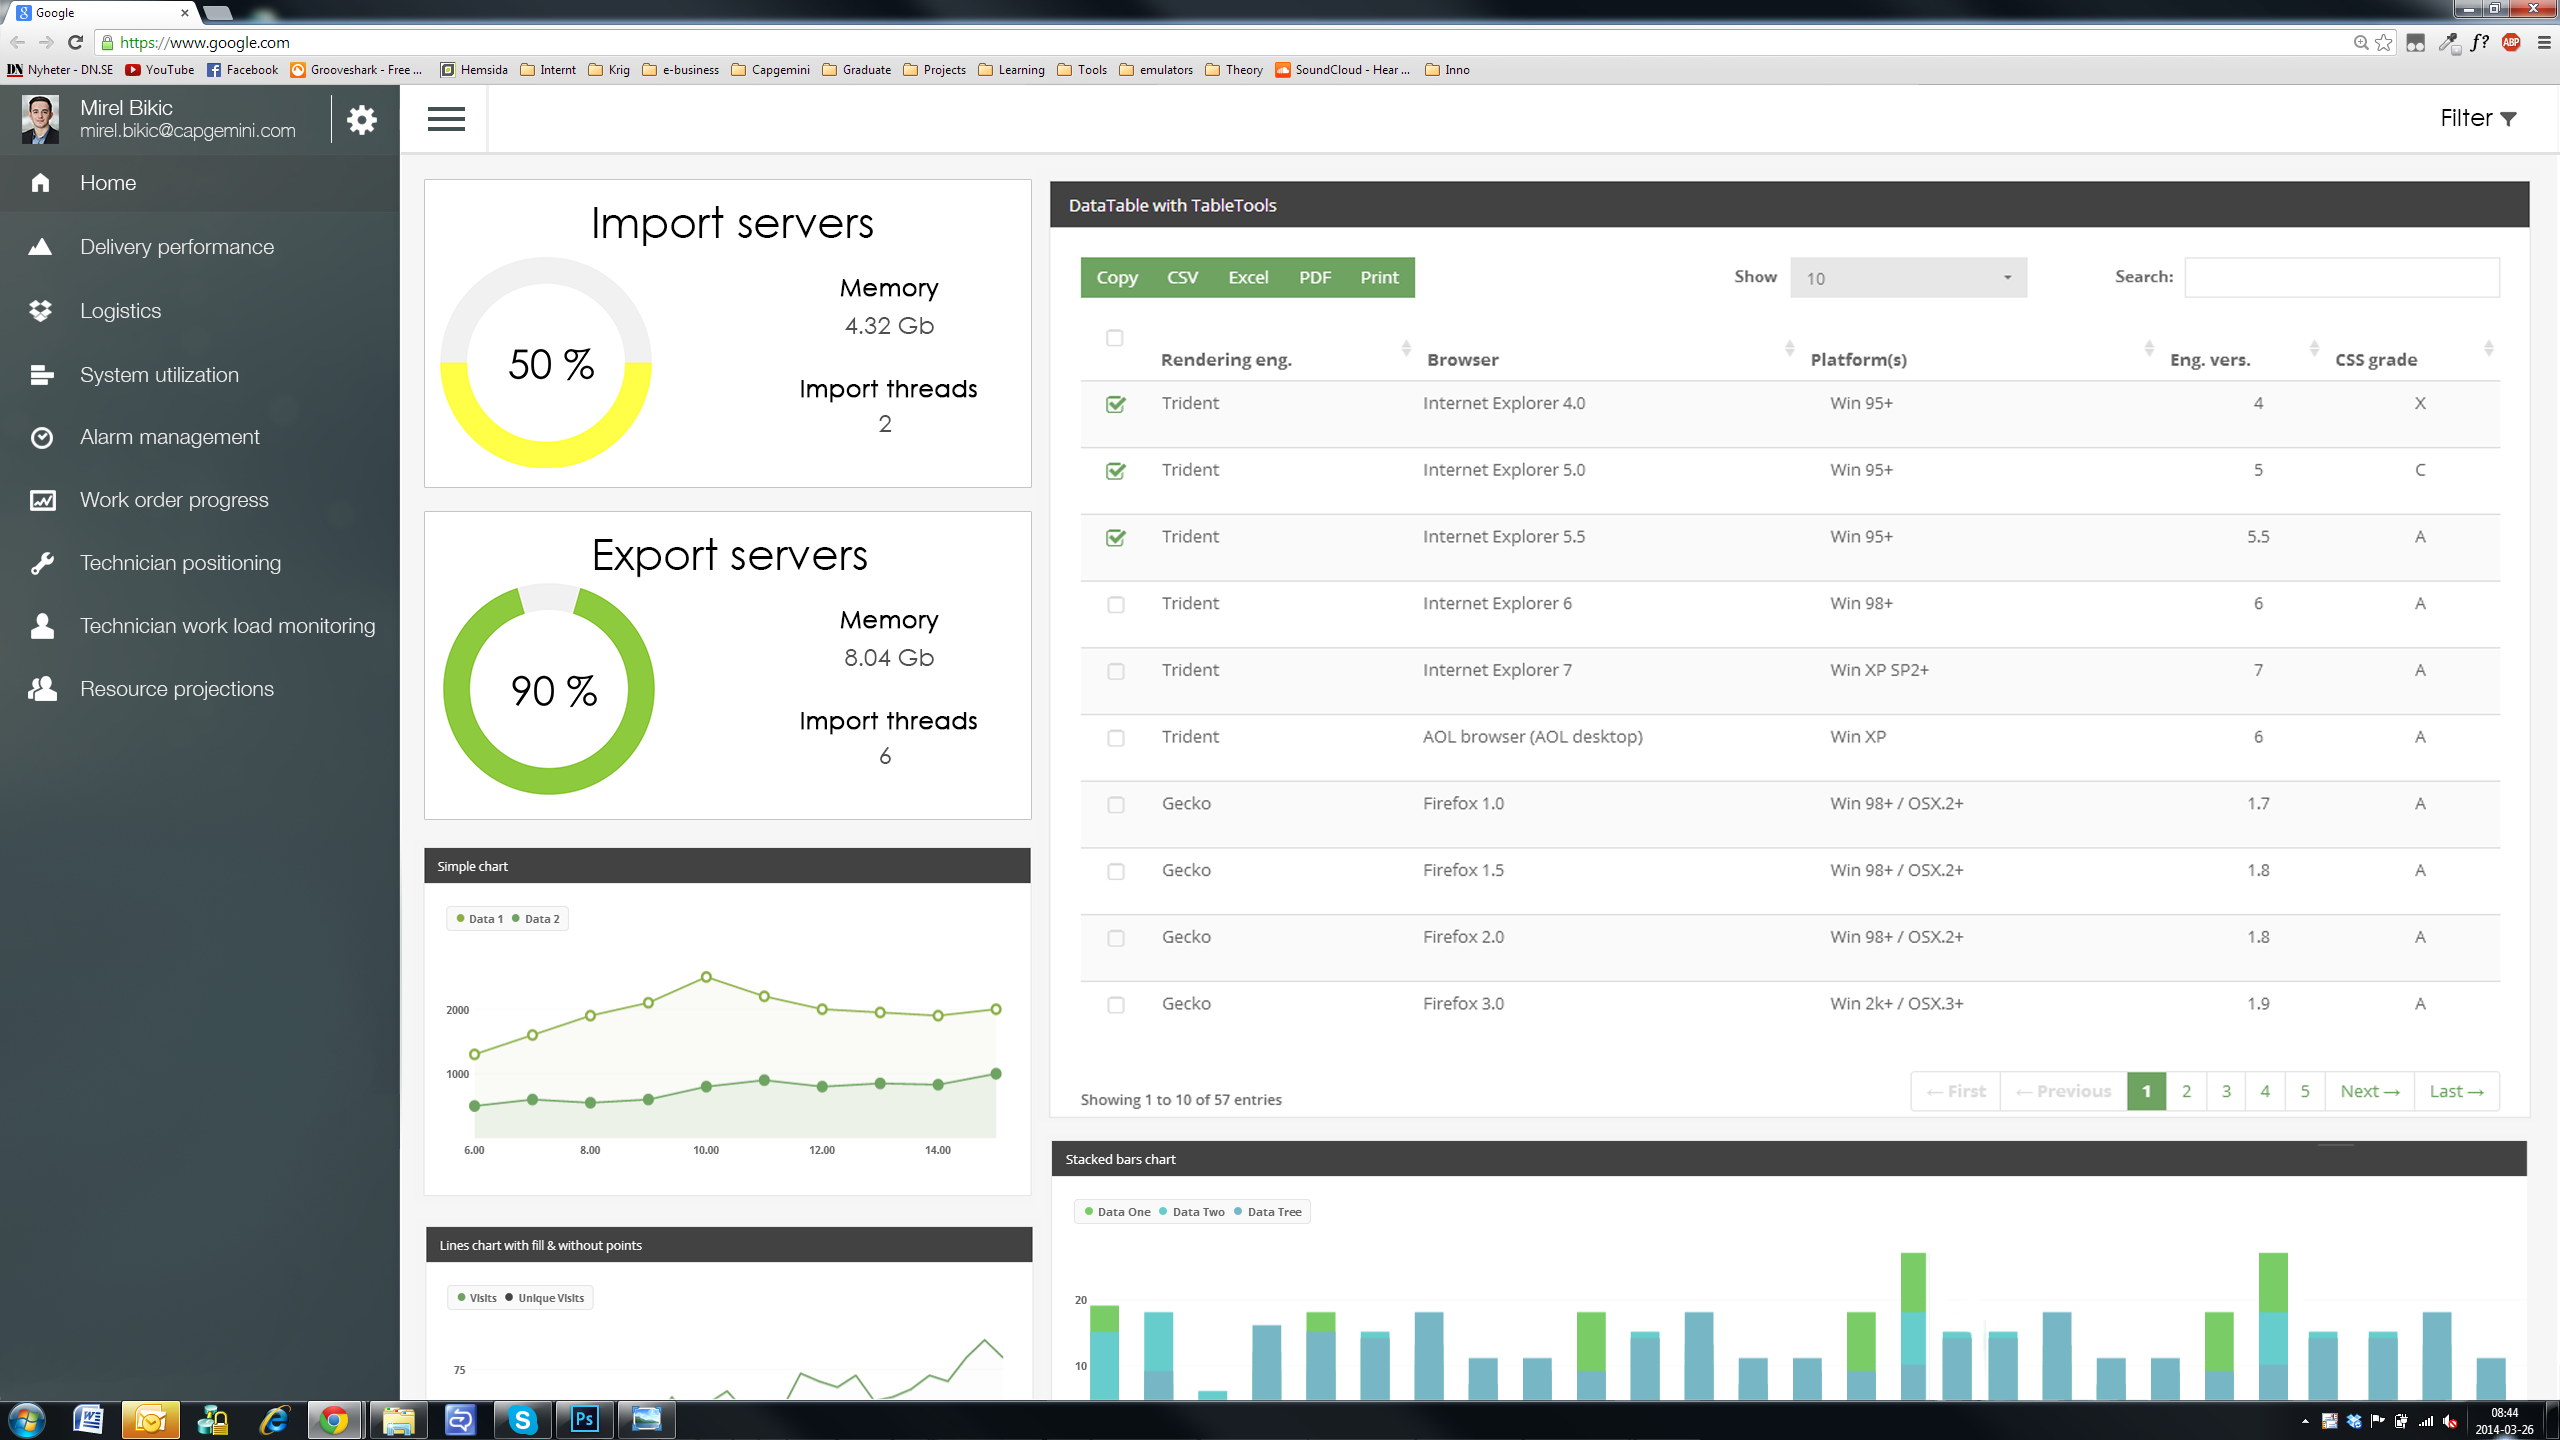 Google
https://www.google.com
f?
ABP
DN Nyheter - DN.SE YouTube Facebook Grooveshark - Free ... Hemsida Internt Krig e-business Capgemini Graduate Projects Learning Tools emulators Theory SoundCloud - Hear ... Inno
Mirel Bikic
mirel.bikic@capgemini.com
Filter
Home
Delivery performance
Logistics
System utilization
Alarm management
Work order progress
Technician positioning
Technician work load monitoring
Resource projections
Import servers
50 %
Memory
4.32 Gb
Import threads
2
Export servers
90 %
Memory
8.04 Gb
Import threads
6
Simple chart
Data 1 Data 2
2000
1000
6.00 8.00 10.00 12.00 14.00
Lines chart with fill & without points
Visits Unique Visits
75
DataTable with TableTools
Copy CSV Excel PDF Print Show 10 Search:
Rendering eng. Browser Platform(s) Eng. vers. CSS grade
Trident Internet Explorer 4.0 Win 95+ 4 X
Trident Internet Explorer 5.0 Win 95+ 5 C
Trident Internet Explorer 5.5 Win 95+ 5.5 A
Trident Internet Explorer 6 Win 98+ 6 A
Trident Internet Explorer 7 Win XP SP2+ 7 A
Trident AOL browser (AOL desktop) Win XP 6 A
Gecko Firefox 1.0 Win 98+ / OSX.2+ 1.7 A
Gecko Firefox 1.5 Win 98+ / OSX.2+ 1.8 A
Gecko Firefox 2.0 Win 98+ / OSX.2+ 1.8 A
Gecko Firefox 3.0 Win 2k+ / OSX.3+ 1.9 A
Showing 1 to 10 of 57 entries
← First ← Previous 1 2 3 4 5 Next → Last →
Stacked bars chart
Data One Data Two Data Tree
20
10
Ps
08:44
2014-03-26